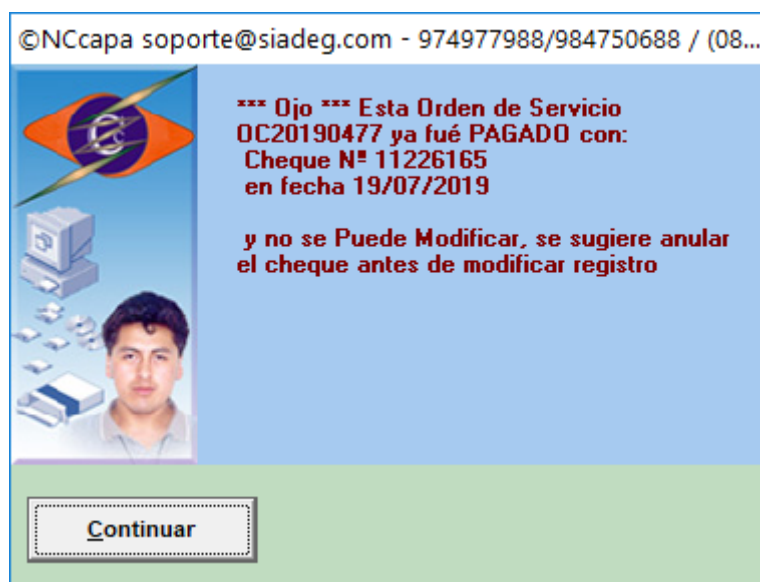 ©NCcapa soporte@siadeg.com - 974977988/984750688 / (08...
*** Ojo *** Esta Orden de Servicio
OC20190477 ya fué PAGADO con:
Cheque Nº 11226165
en fecha 19/07/2019
y no se Puede Modificar, se sugiere anular
el cheque antes de modificar registro
Continuar